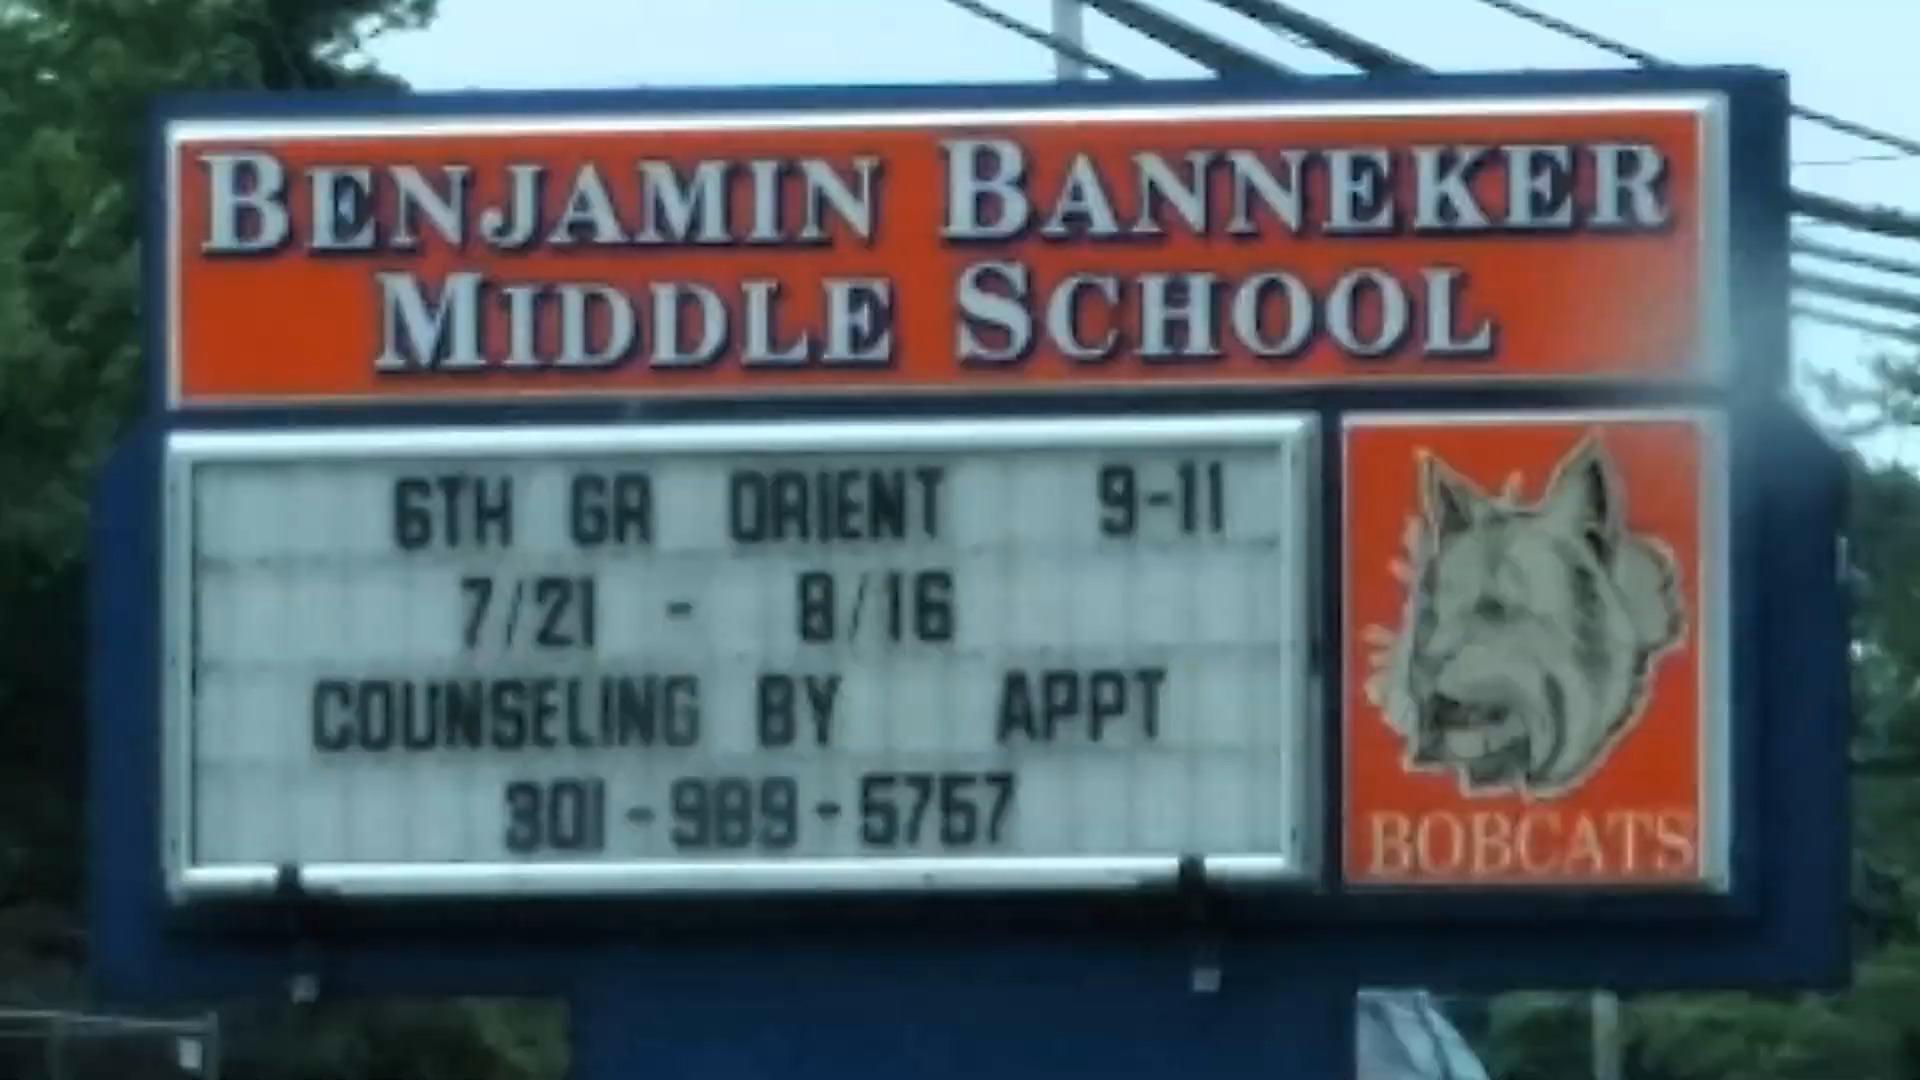 BENJAMIN BANNEKER
MIDDLE SCHOOL
6TH GR ORIENT 9-11
7/21 - 8/16
COUNSELING BY APPT
301-989-5757
BOBCATS